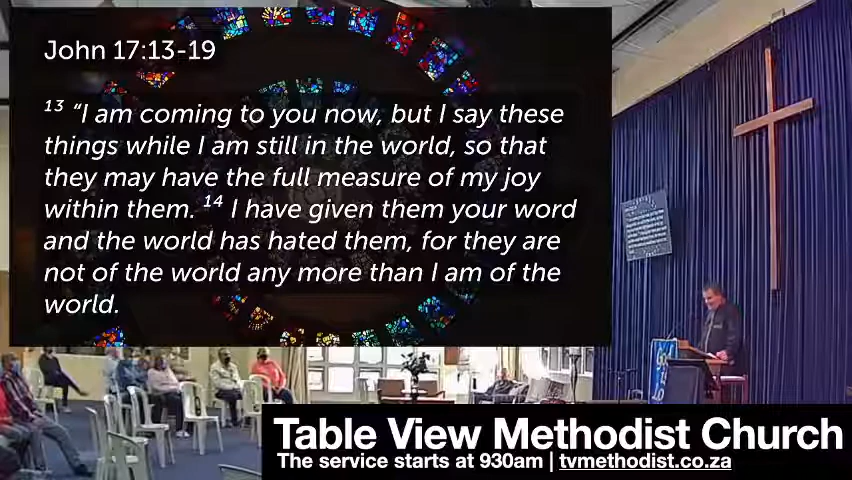 John 17:13-19
13 “I am coming to you now, but I say these
things while I am still in the world, so that
they may have the full measure of my joy
within them. 14 I have given them your word
and the world has hated them, for they are
not of the world any more than I am of the
world.
Table View Methodist Church
The service starts at 930am | tvmethodist.co.za